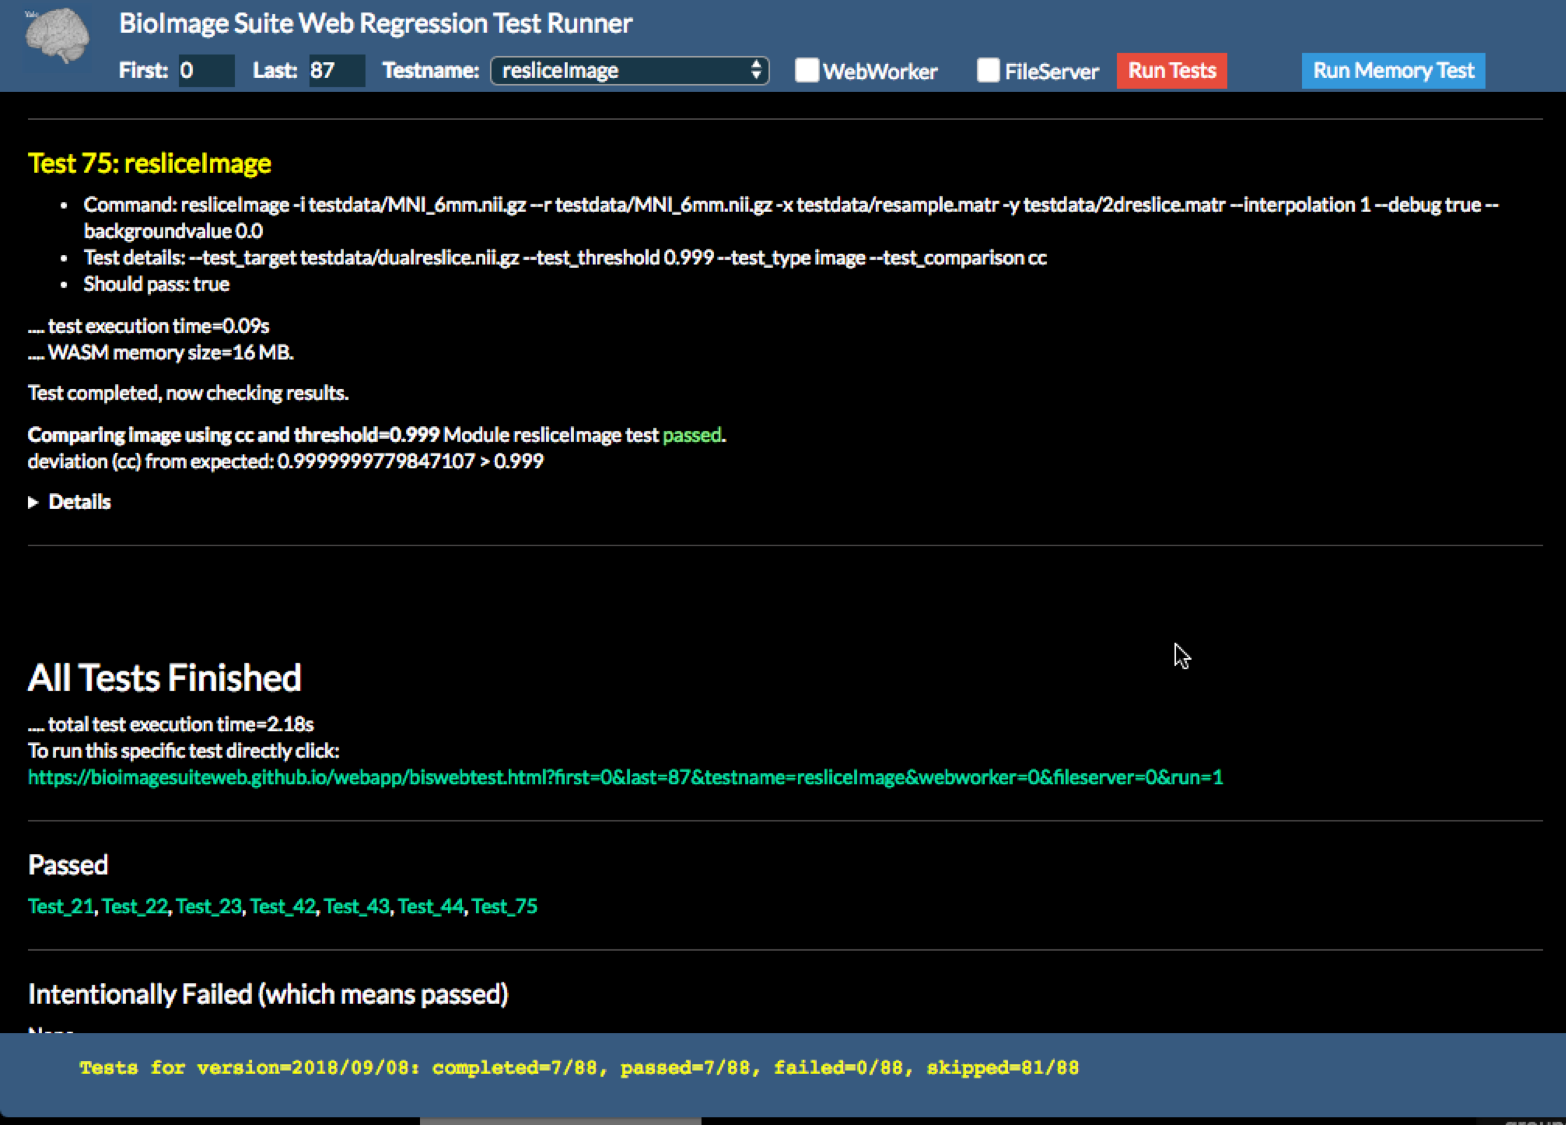 Yale
BioImage Suite Web Regression Test Runner
First: 0 Last: 87 Testname: resliceImage WebWorker FileServer Run Tests Run Memory Test
Test 75: resliceImage
• Command: resliceImage -i testdata/MNI_6mm.nii.gz --r testdata/MNI_6mm.nii.gz -x testdata/resample.matr -y testdata/2dreslice.matr --interpolation 1 --debug true --
backgroundvalue 0.0
• Test details: --test_target testdata/dualreslice.nii.gz --test_threshold 0.999 --test_type image --test_comparison cc
• Should pass: true
.... test execution time=0.09s
.... WASM memory size=16 MB.
Test completed, now checking results.
Comparing image using cc and threshold=0.999 Module resliceImage test passed.
deviation (cc) from expected: 0.9999999779847107 > 0.999
Details
All Tests Finished
.... total test execution time=2.18s
To run this specific test directly click:
https://bioimagesuiteweb.github.io/webapp/biswebtest.html?first=0&last=87&testname=resliceImage&webworker=0&fileserver=0&run=1
Passed
Test_21, Test_22, Test_23, Test_42, Test_43, Test_44, Test_75
Intentionally Failed (which means passed)
Tests for version=2018/09/08: completed=7/88, passed=7/88, failed=0/88, skipped=81/88